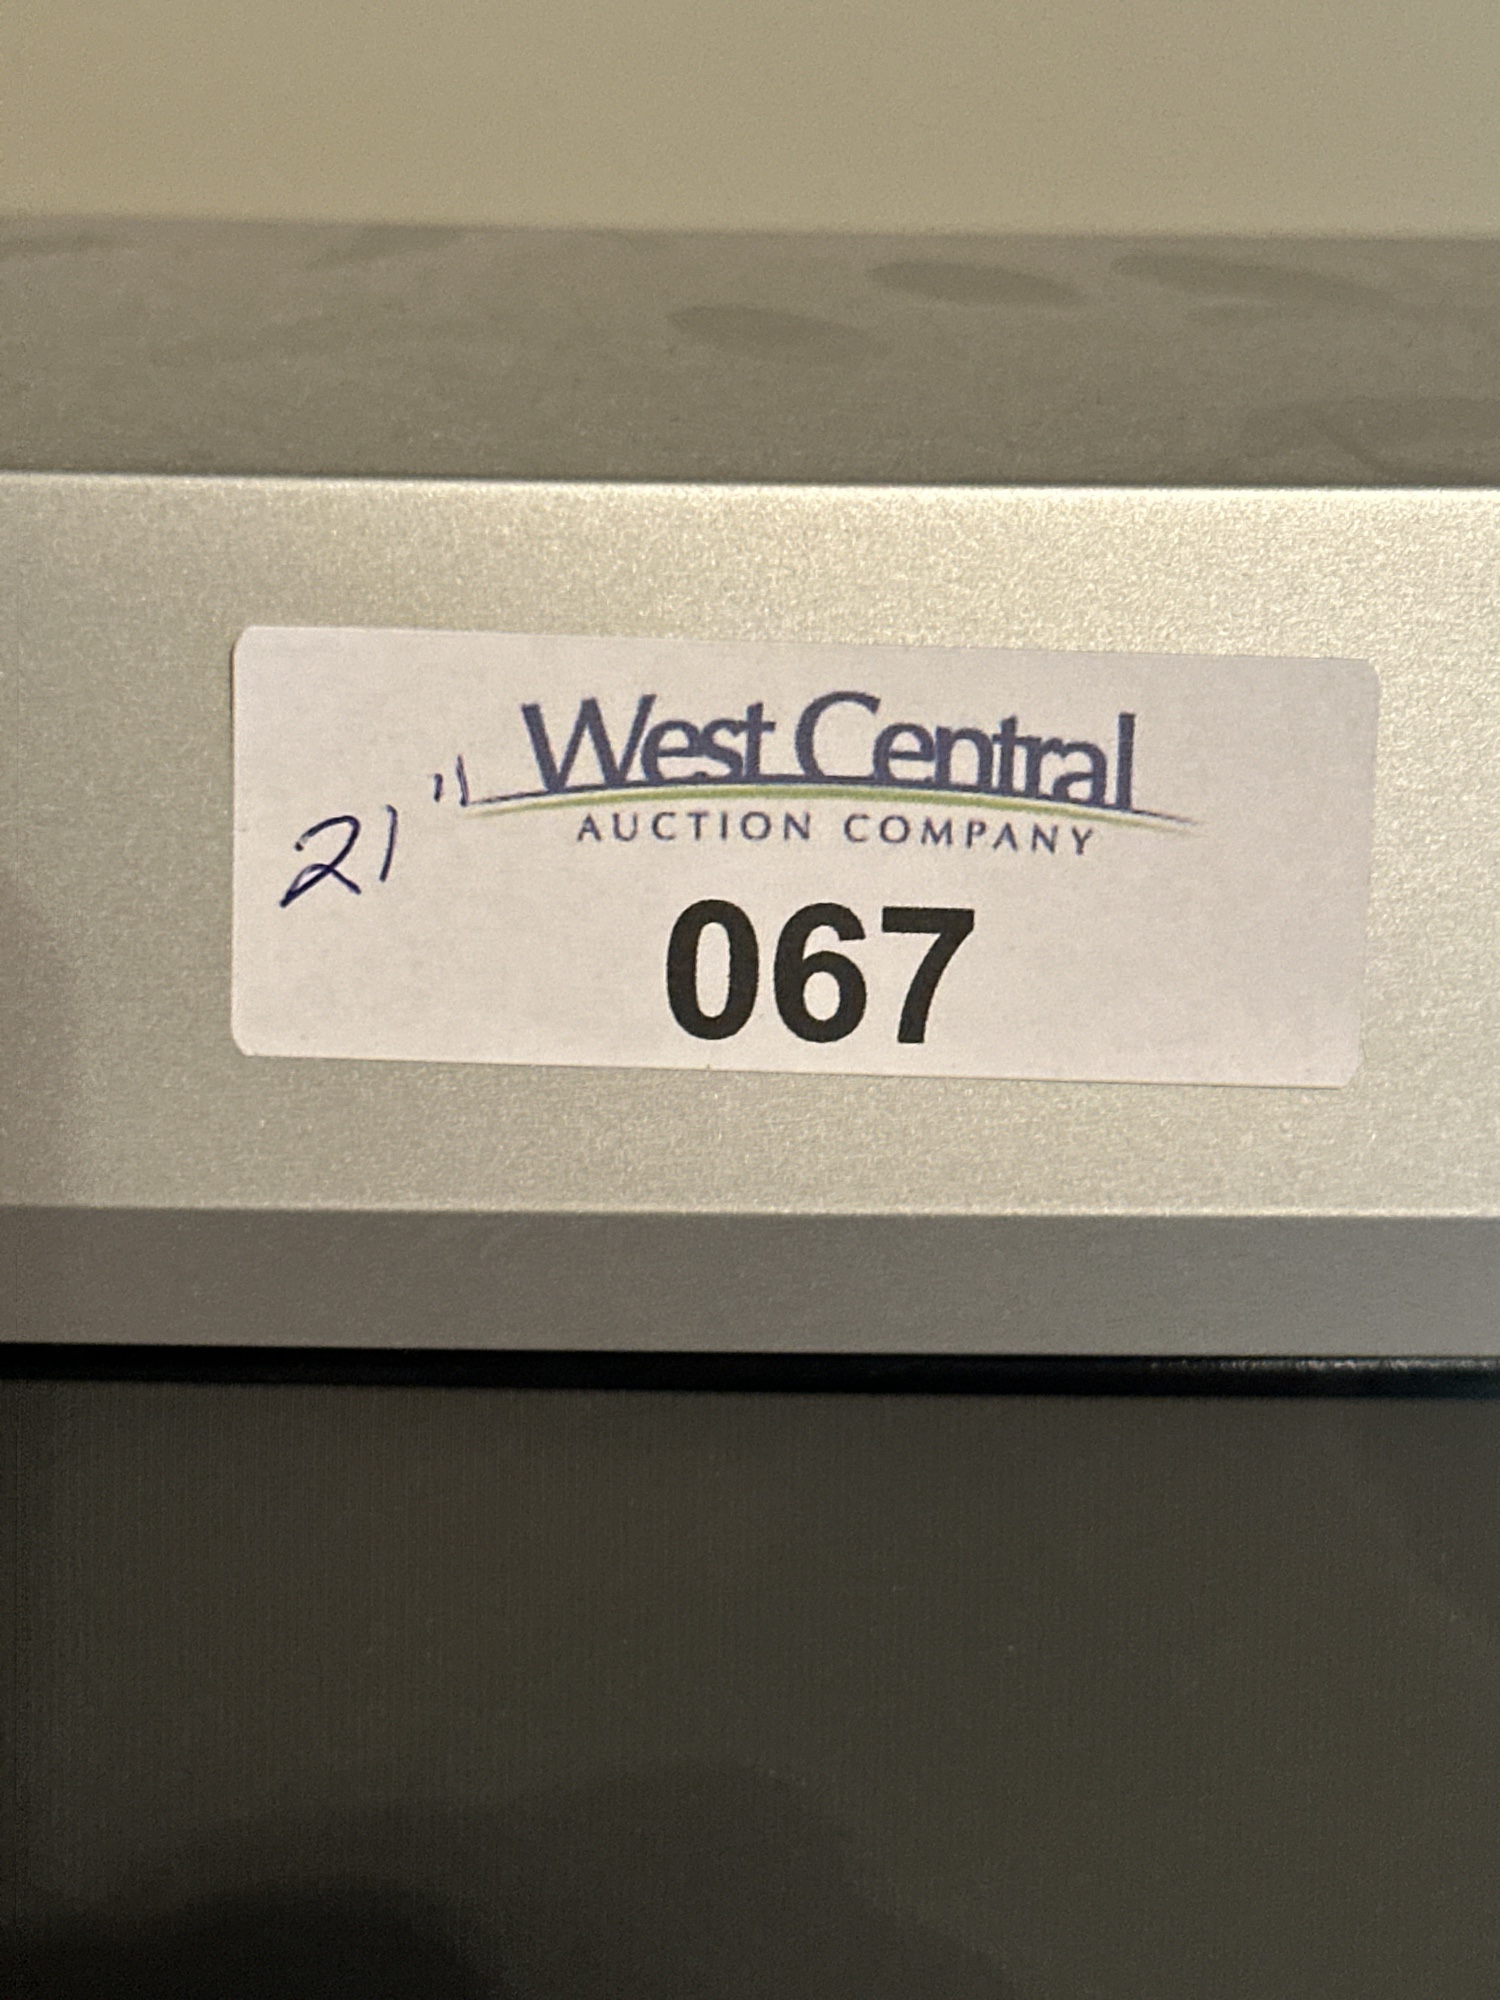 West Central
21"
AUCTION COMPANY
067